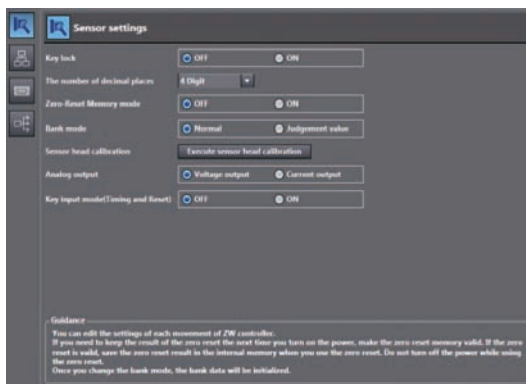 Sensor settings
Key lock OFF ON
The number of decimal places 4 Digit
Zero-Reset Memory mode OFF ON
Bank mode Normal Judgement value
Sensor head calibration Execute sensor head calibration
Analog output Voltage output Current output
Key input mode(Timing and Reset) OFF ON
Guidance
You can edit the settings of each movement of ZW controller.
If you need to keep the result of the zero reset the next time you turn on the power, make the zero reset memory valid. If the zero
reset is valid, save the zero reset result in the internal memory when you use the zero reset. Do not turn off the power while using
the zero reset.
Once you change the bank mode, the bank data will be initialized.